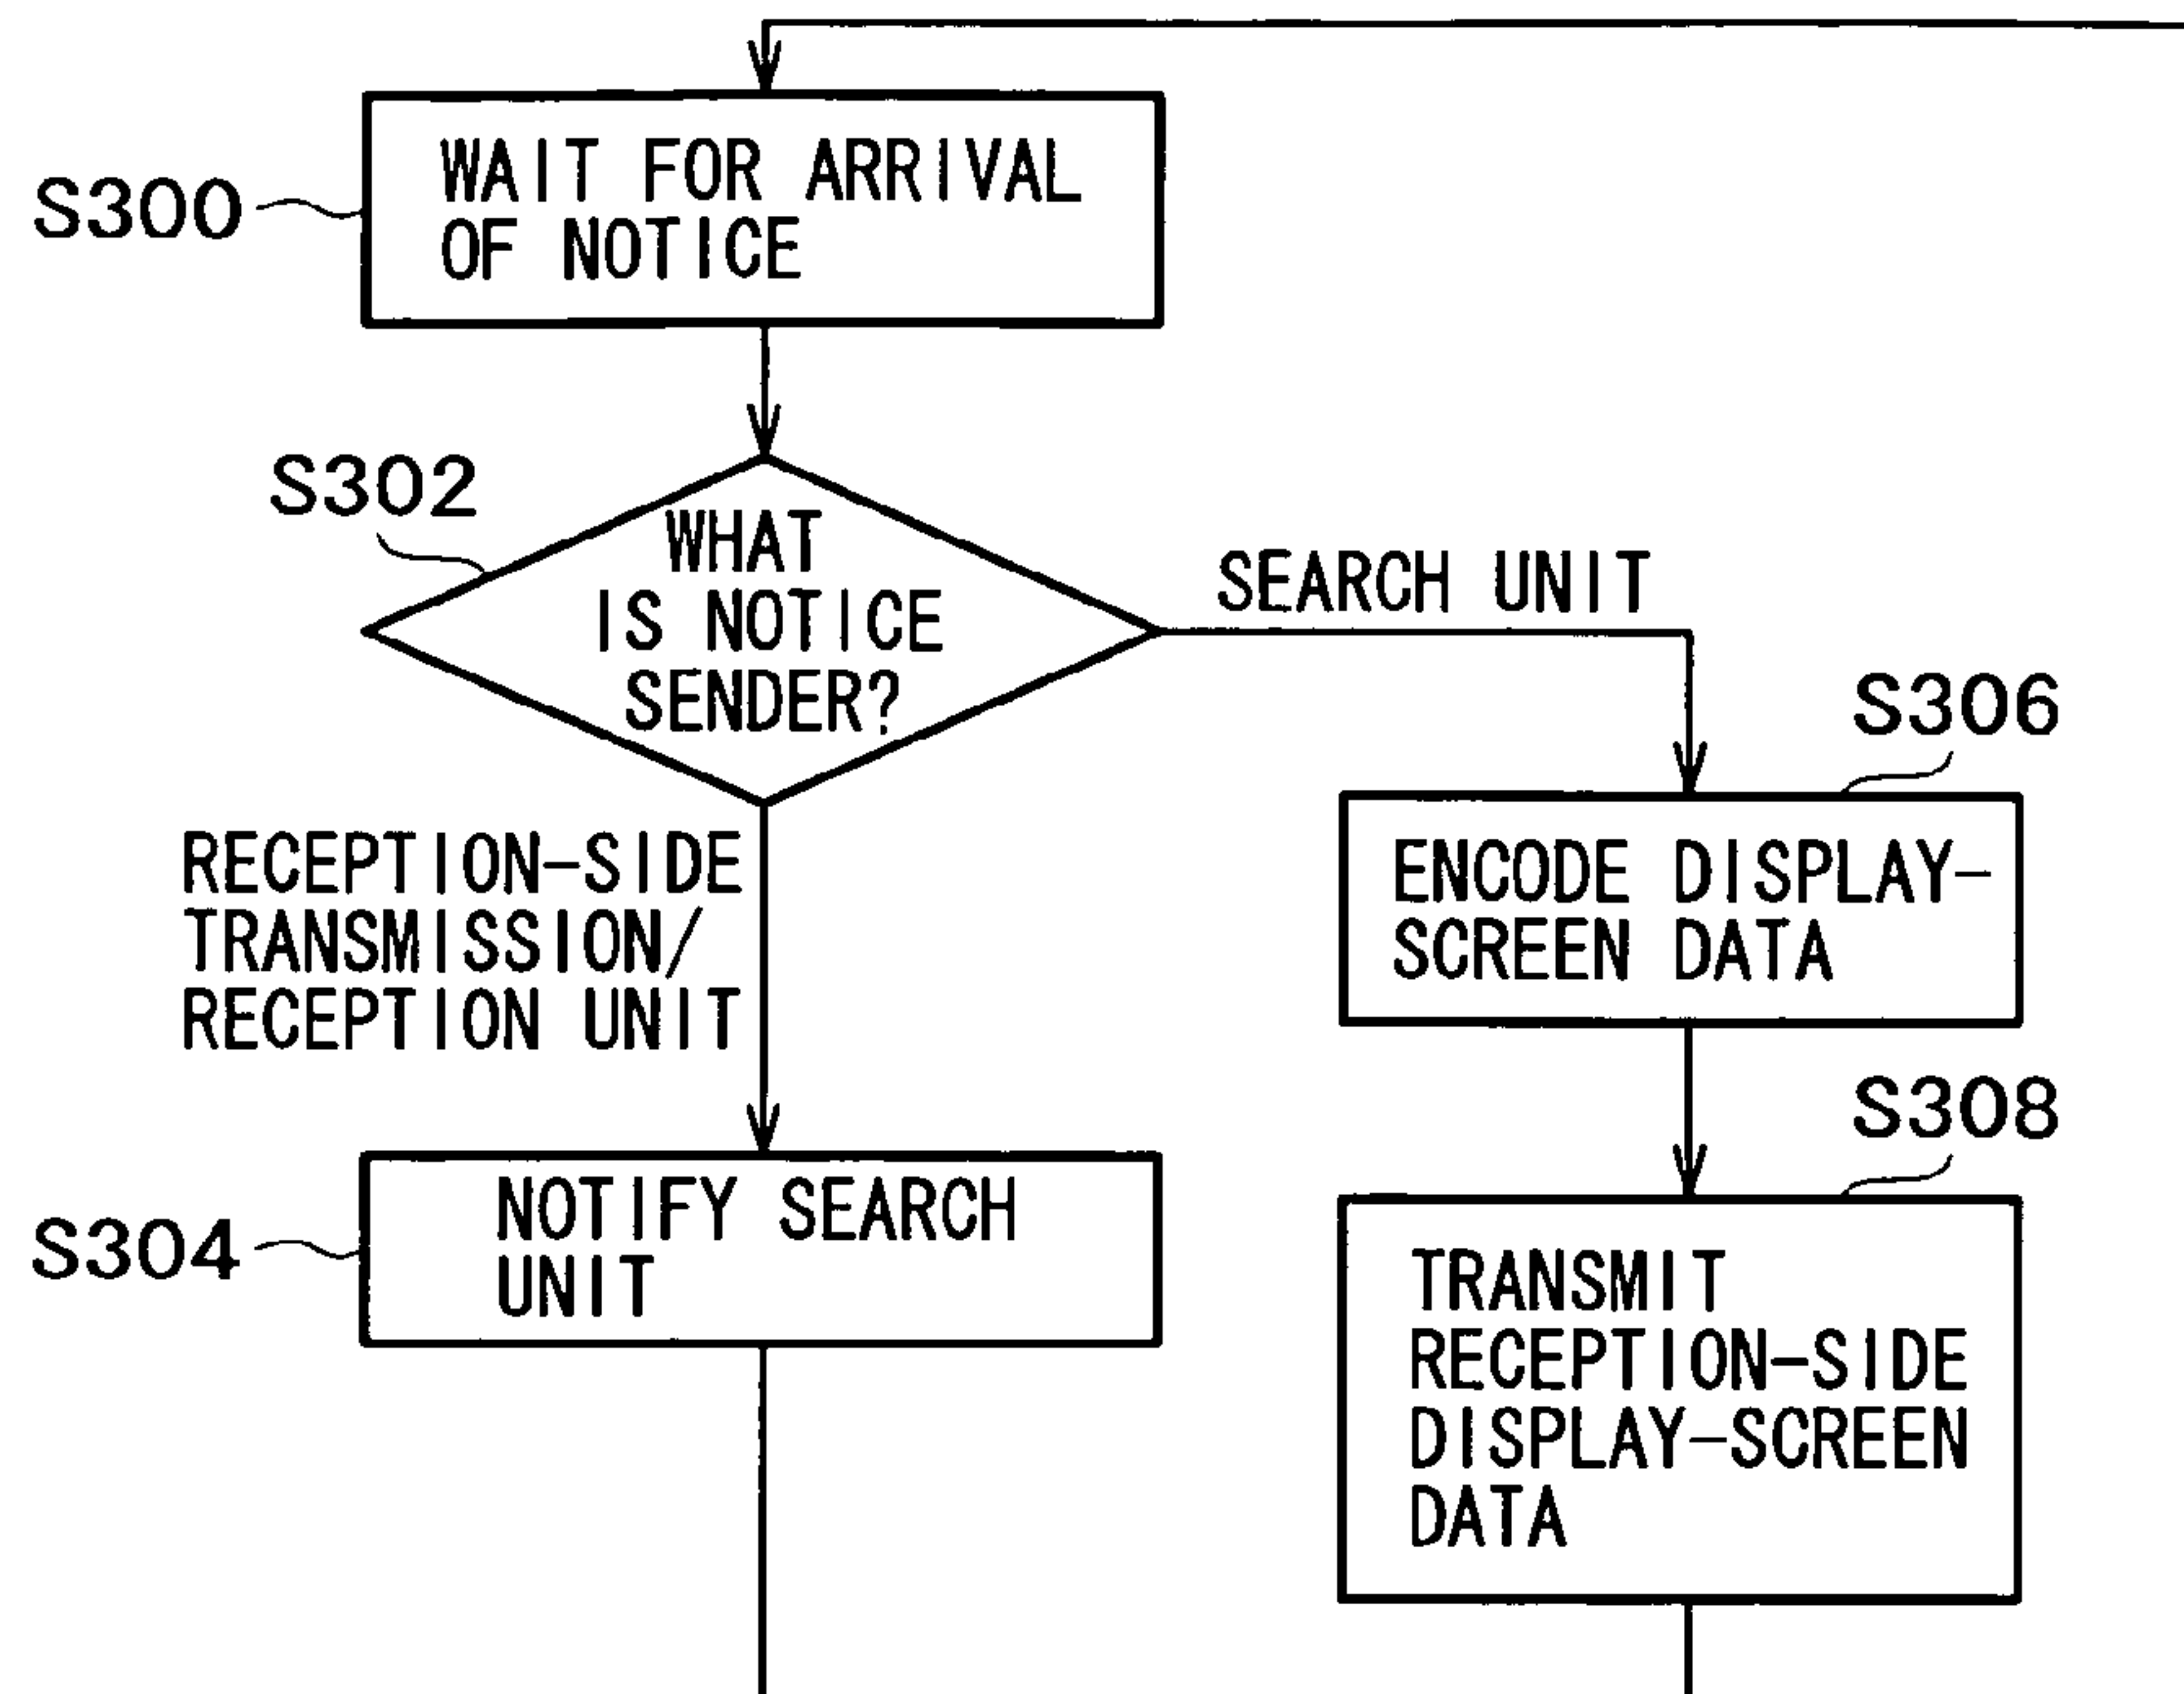 S300
WAIT FOR ARRIVAL
OF NOTICE
S302
WHAT
IS NOTICE
SENDER?
SEARCH UNIT
RECEPTION-SIDE
TRANSMISSION/
RECEPTION UNIT
S306
ENCODE DISPLAY-
SCREEN DATA
S304
NOTIFY SEARCH
UNIT
S308
TRANSMIT
RECEPTION-SIDE
DISPLAY-SCREEN
DATA